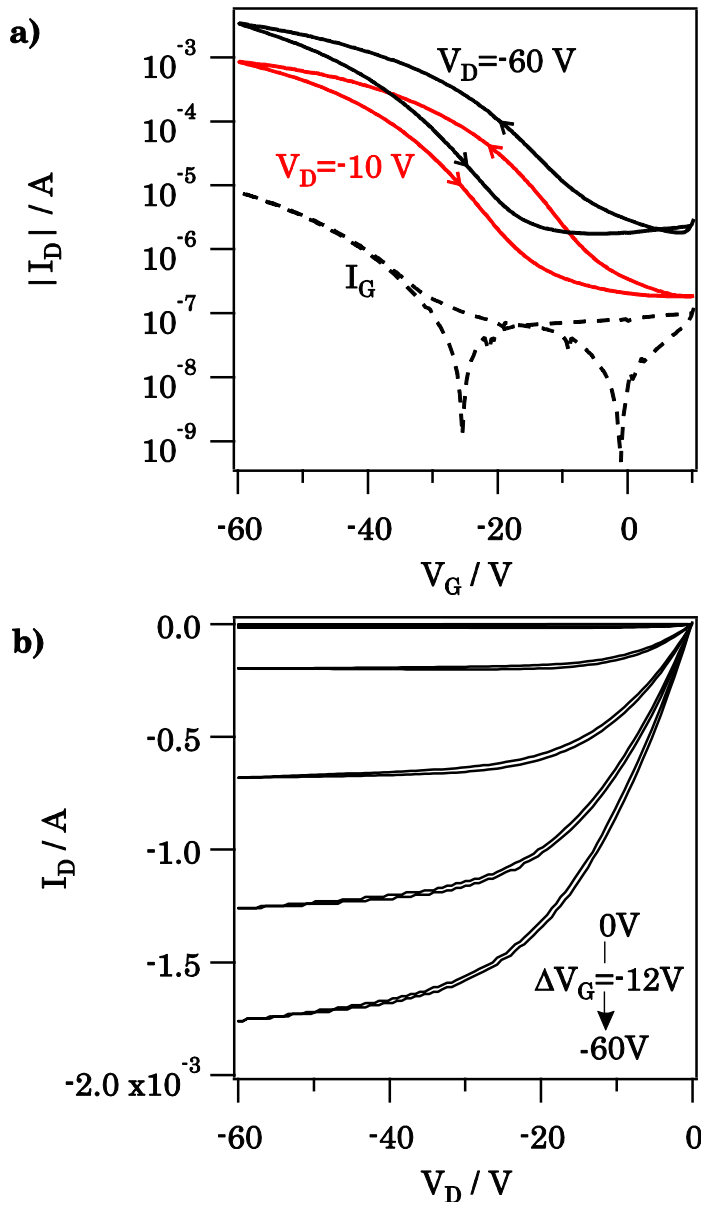 a)
V_D=-60 V
V_D=-10 V
I_G
|I_D| / A
10^-3
10^-4
10^-5
10^-6
10^-7
10^-8
10^-9
-60
-40
-20
0
V_G / V
b)
I_D / A
0.0
-0.5
-1.0
-1.5
-2.0 x10^-3
0V
ΔV_G=-12V
-60V
-60
-40
-20
0
V_D / V